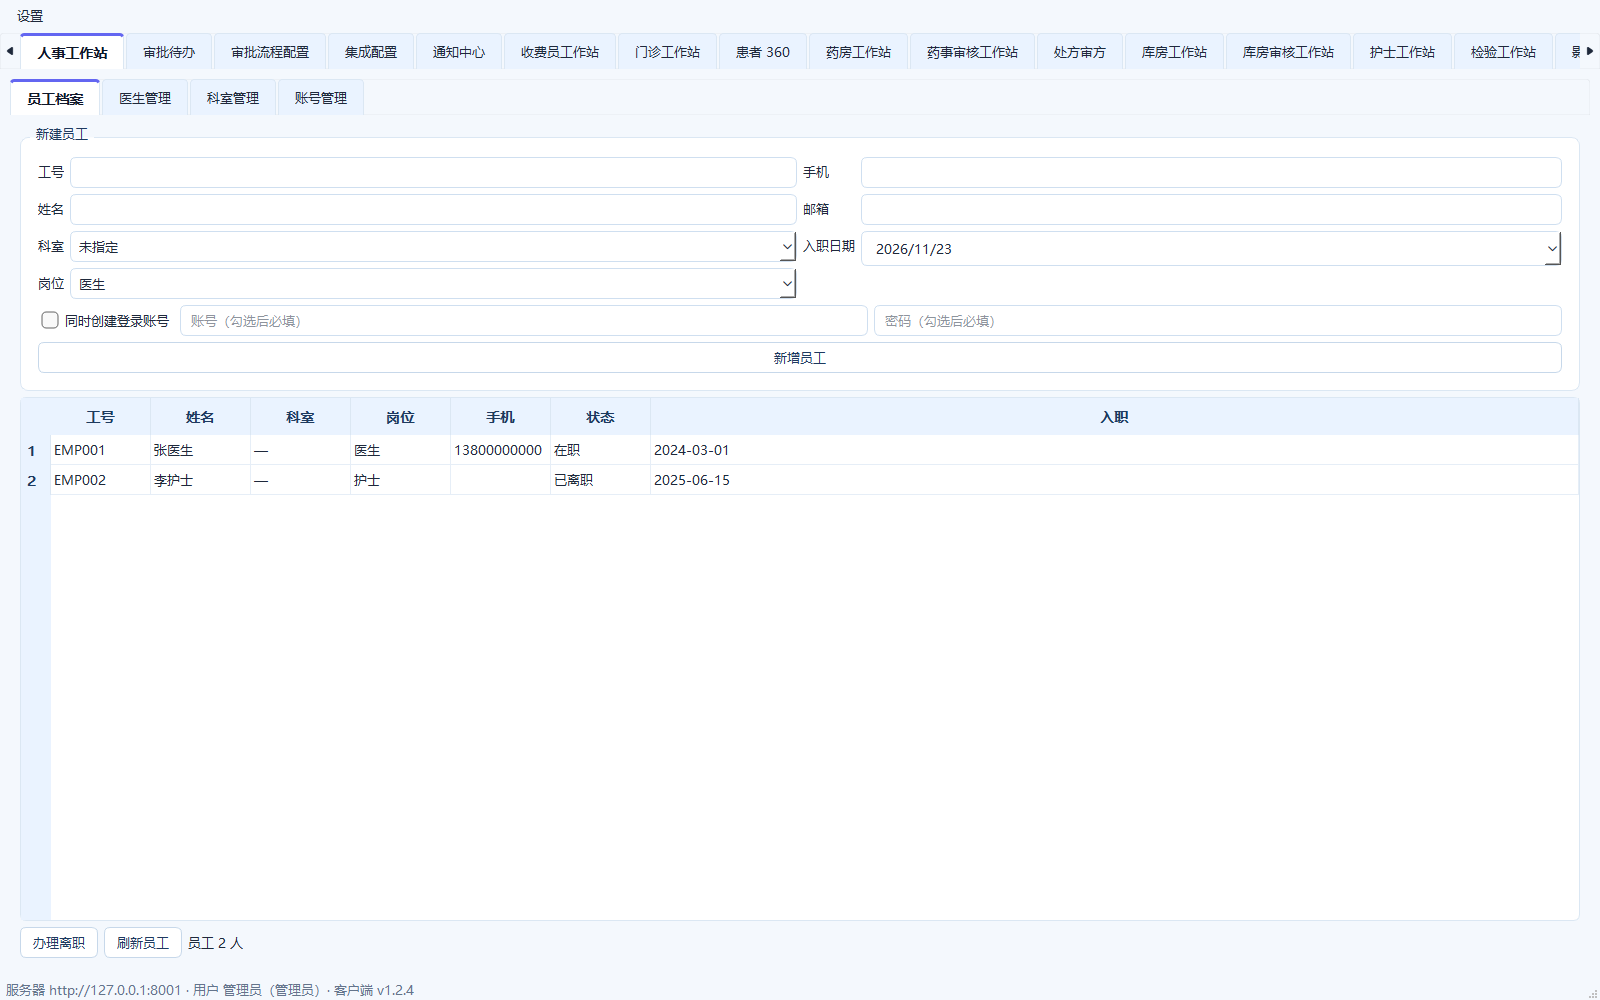 设置
人事工作站 审批待办 审批流程配置 集成配置 通知中心 收费员工作站 门诊工作站 患者 360 药房工作站 药事审核工作站 处方审方 库房工作站 库房审核工作站 护士工作站 检验工作站
员工档案 医生管理 科室管理 账号管理
新建员工
工号 手机
姓名 邮箱
科室 未指定 入职日期 2026/11/23
岗位 医生
同时创建登录账号 账号（勾选后必填） 密码（勾选后必填）
新增员工
工号 姓名 科室 岗位 手机 状态 入职
1 EMP001 张医生 — 医生 13800000000 在职 2024-03-01
2 EMP002 李护士 — 护士 已离职 2025-06-15
办理离职 刷新员工 员工 2 人
服务器 http://127.0.0.1:8001 · 用户 管理员（管理员）· 客户端 v1.2.4